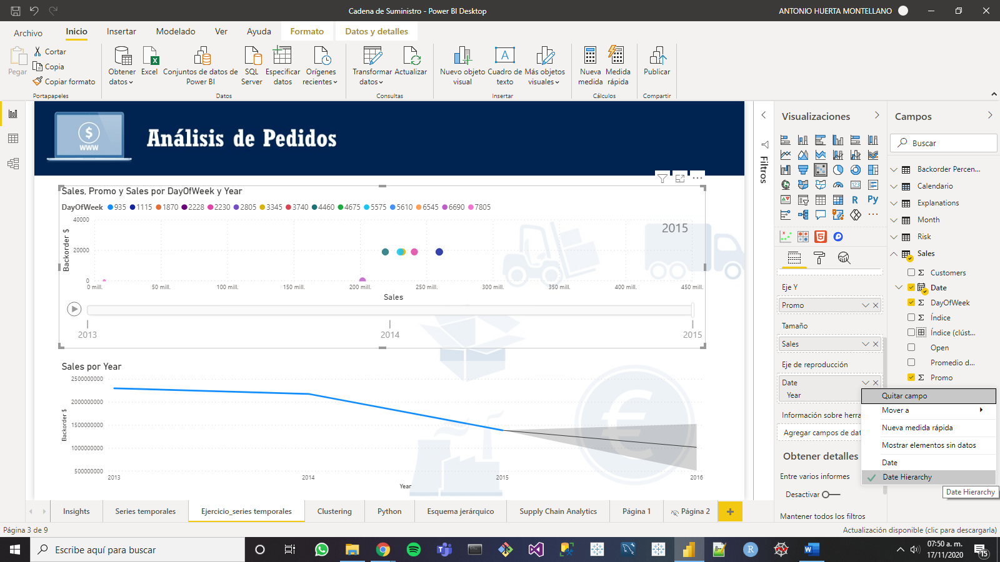 Cadena de Suministro - Power BI Desktop
ANTONIO HUERTA MONTELLANO
Archivo
Inicio
Insertar
Modelado
Ver
Ayuda
Formato
Datos y detalles
Pegar
Cortar
Copia
Copiar formato
Portapapeles
Obtener datos
Excel
Conjuntos de datos de Power BI
SQL Server
Especificar datos
Orígenes recientes
Datos
Transformar datos
Actualizar
Consultas
Nuevo objeto visual
Cuadro de texto
Más objetos visuales
Insertar
Nueva medida
Medida rápida
Cálculos
Publicar
Compartir
$
WWW
Análisis de Pedidos
Sales, Promo y Sales por DayOfWeek y Year
DayOfWeek 935 1115 1870 2228 2230 2805 3345 3740 4460 4675 5575 5610 6545 6690 7805
2015
Backorder $
40000
20000
0
0 mill. 50 mill. 100 mill. 150 mill. 200 mill. 250 mill. 300 mill. 350 mill. 400 mill. 450 mill.
Sales
2013 2014 2015
Sales por Year
Backorder $
2500000000
2000000000
1500000000
1000000000
500000000
2013 2014 2015 2016
Year
€
Filtros
Visualizaciones
123
R
Py
5
Eje Y
Promo
Tamaño
Sales
Eje de reproducción
Date
Year
Información sobre herra
Agregar campos de dat
Obtener detalles
Entre varios informes
Desactivar
Mantener todos los filtros
Campos
Buscar
Backorder Percen...
Calendario
Explanations
Month
Risk
Sales
Customers
Date
DayOfWeek
Índice
Índice (clúst...
Open
Promedio d...
Promo
Quitar campo
Mover a
Nueva medida rápida
Mostrar elementos sin datos
Date
Date Hierarchy
Date Hierarchy
Insights
Series temporales
Ejercicio_series temporales
Clustering
Python
Esquema jerárquico
Supply Chain Analytics
Página 1
Página 2
+
Página 3 de 9
Actualización disponible (clic para descargarla)
Escribe aquí para buscar
07:50 a. m.
17/11/2020
15